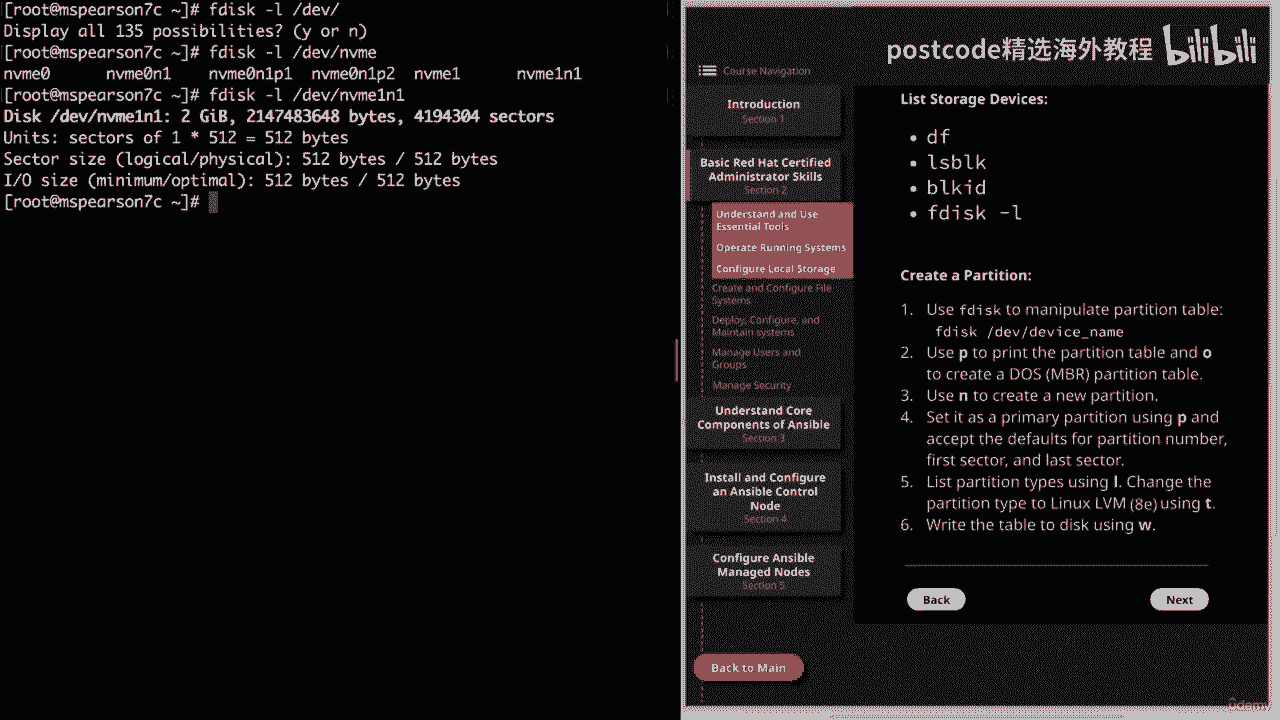 [root@mspearson7c ~]# fdisk -l /dev/
Display all 135 possibilities? (y or n)
[root@mspearson7c ~]# fdisk -l /dev/nvme
nvme0 nvme0n1 nvme0n1p1 nvme0n1p2 nvme1 nvme1n1
[root@mspearson7c ~]# fdisk -l /dev/nvme1n1
Disk /dev/nvme1n1: 2 GiB, 2147483648 bytes, 4194304 sectors
Units: sectors of 1 * 512 = 512 bytes
Sector size (logical/physical): 512 bytes / 512 bytes
I/O size (minimum/optimal): 512 bytes / 512 bytes
[root@mspearson7c ~]#
postcode精选海外教程 bilibili
Course Navigation
Introduction
Section 1
Basic Red Hat Certified
Administrator Skills
Section 2
Understand and Use
Essential Tools
Operate Running Systems
Configure Local Storage
Create and Configure File
Systems
Deploy, Configure, and
Maintain systems
Manage Users and
Groups
Manage Security
Understand Core
Components of Ansible
Section 3
Install and Configure
an Ansible Control
Node
Section 4
Configure Ansible
Managed Nodes
Section 5
Back to Main
List Storage Devices:
• df
• lsblk
• blkid
• fdisk -l
Create a Partition:
1. Use fdisk to manipulate partition table:
fdisk /dev/device_name
2. Use p to print the partition table and o
to create a DOS (MBR) partition table.
3. Use n to create a new partition.
4. Set it as a primary partition using p and
accept the defaults for partition number,
first sector, and last sector.
5. List partition types using l. Change the
partition type to Linux LVM (8e) using t.
6. Write the table to disk using w.
Back
Next
Udemy